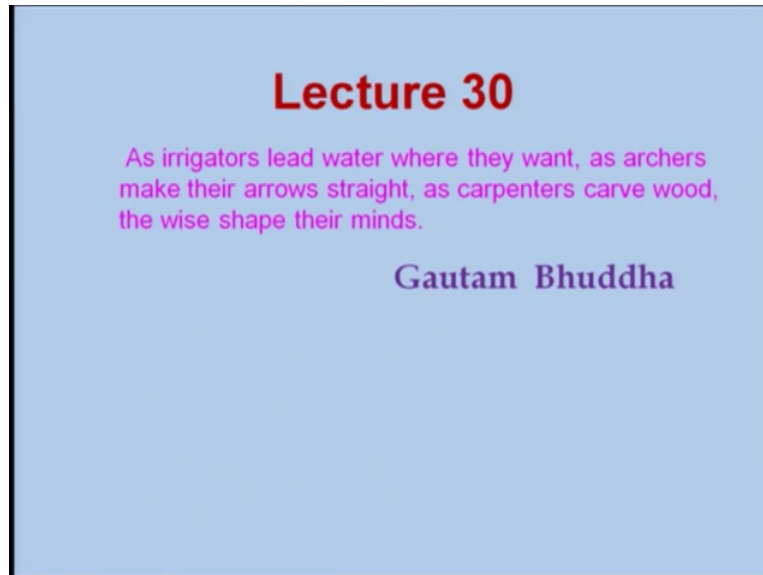 Lecture 30
As irrigators lead water where they want, as archers
make their arrows straight, as carpenters carve wood,
the wise shape their minds.
Gautam Bhuddha